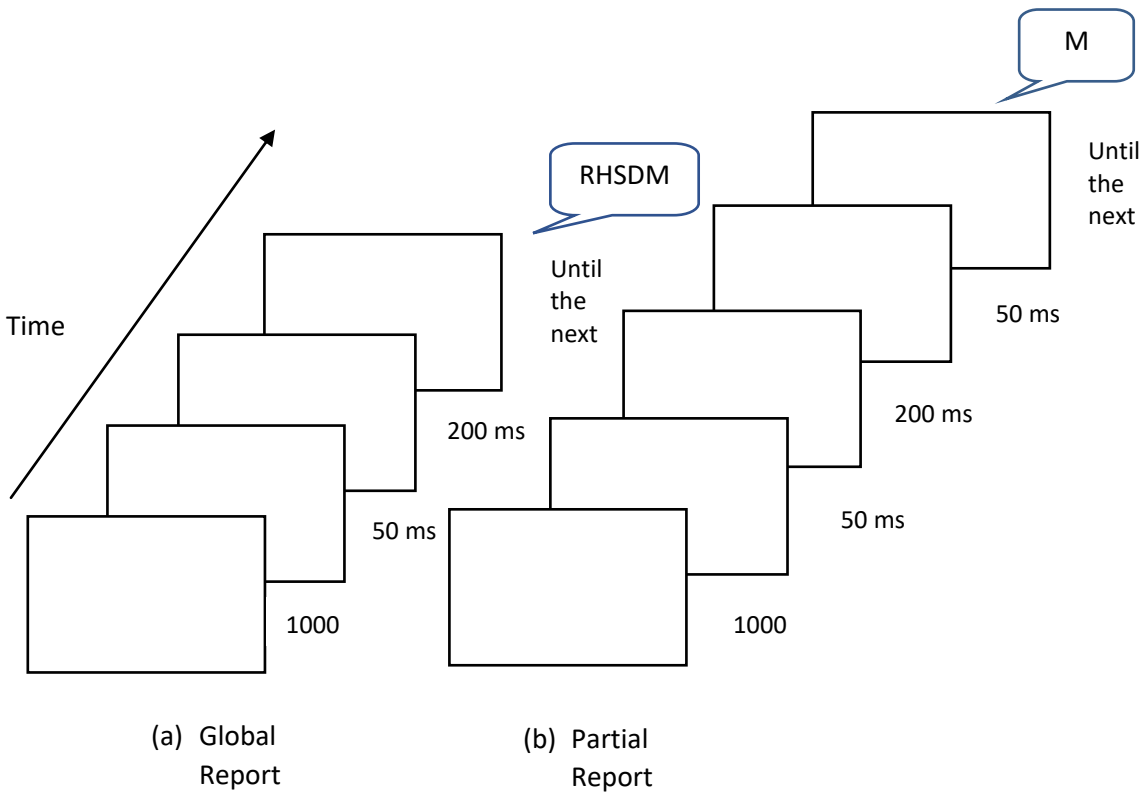 M
Until
the
next
RHSDM
Until
the
next
Time
50 ms
200 ms
200 ms
50 ms
50 ms
1000
1000
(a) Global
Report
(b) Partial
Report